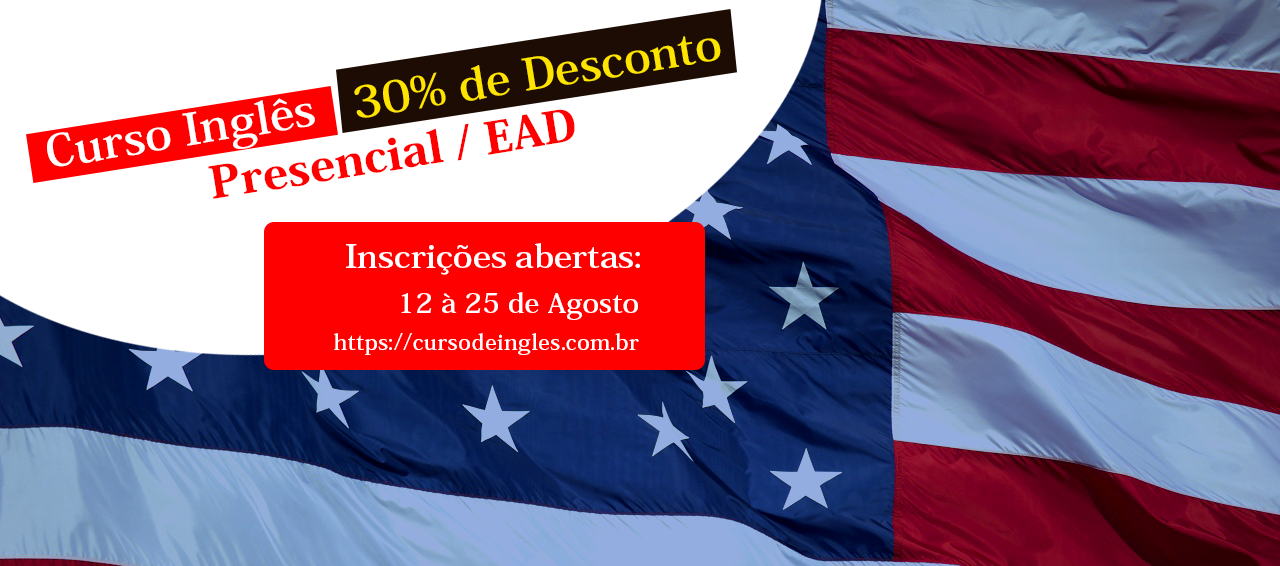 Curso Inglês 30% de Desconto
Presencial / EAD
Inscrições abertas:
12 à 25 de Agosto
https://cursodeingles.com.br